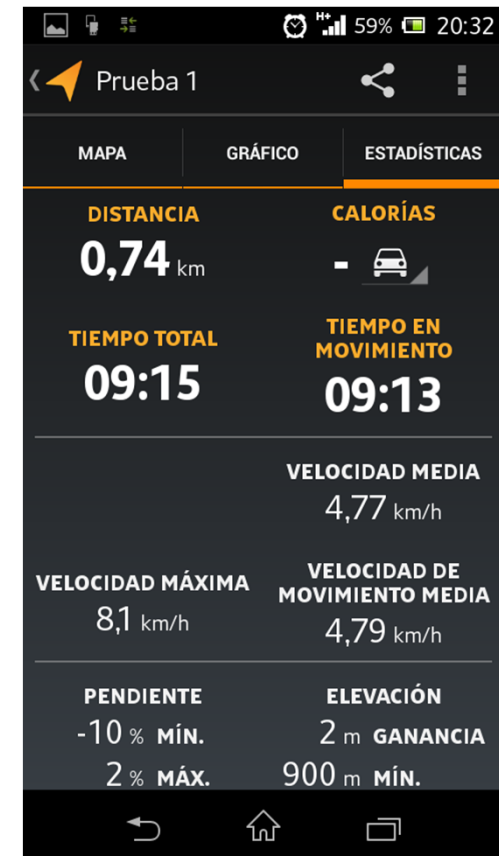 H+ 59% 20:32
Prueba 1
MAPA GRÁFICO ESTADÍSTICAS
DISTANCIA CALORÍAS
0,74 km -
TIEMPO TOTAL TIEMPO EN
MOVIMIENTO
09:15 09:13
VELOCIDAD MEDIA
4,77 km/h
VELOCIDAD MÁXIMA VELOCIDAD DE
MOVIMIENTO MEDIA
8,1 km/h 4,79 km/h
PENDIENTE ELEVACIÓN
-10 % MÍN. 2 m GANANCIA
2 % MÁX. 900 m MÍN.